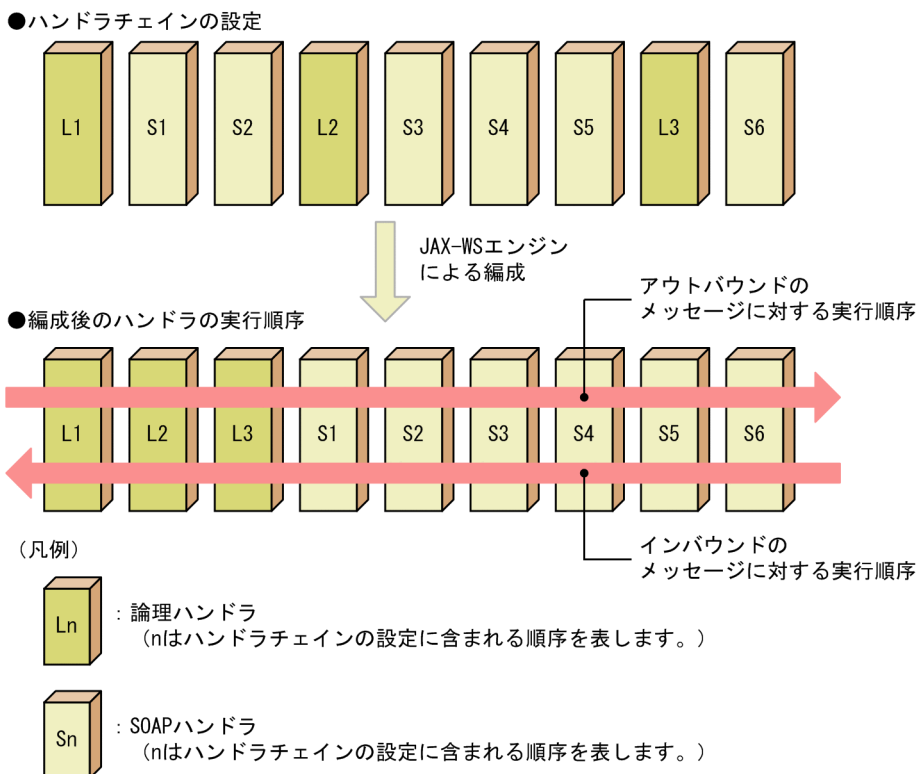 ●ハンドラチェインの設定
L1 S1 S2 L2 S3 S4 S5 L3 S6
JAX-WSエンジン
による編成
アウトバウンドの
メッセージに対する実行順序
●編成後のハンドラの実行順序
L1 L2 L3 S1 S2 S3 S4 S5 S6
インバウンドの
メッセージに対する実行順序
(凡例)
Ln
：論理ハンドラ
(nはハンドラチェインの設定に含まれる順序を表します。)
Sn
：SOAPハンドラ
(nはハンドラチェインの設定に含まれる順序を表します。)